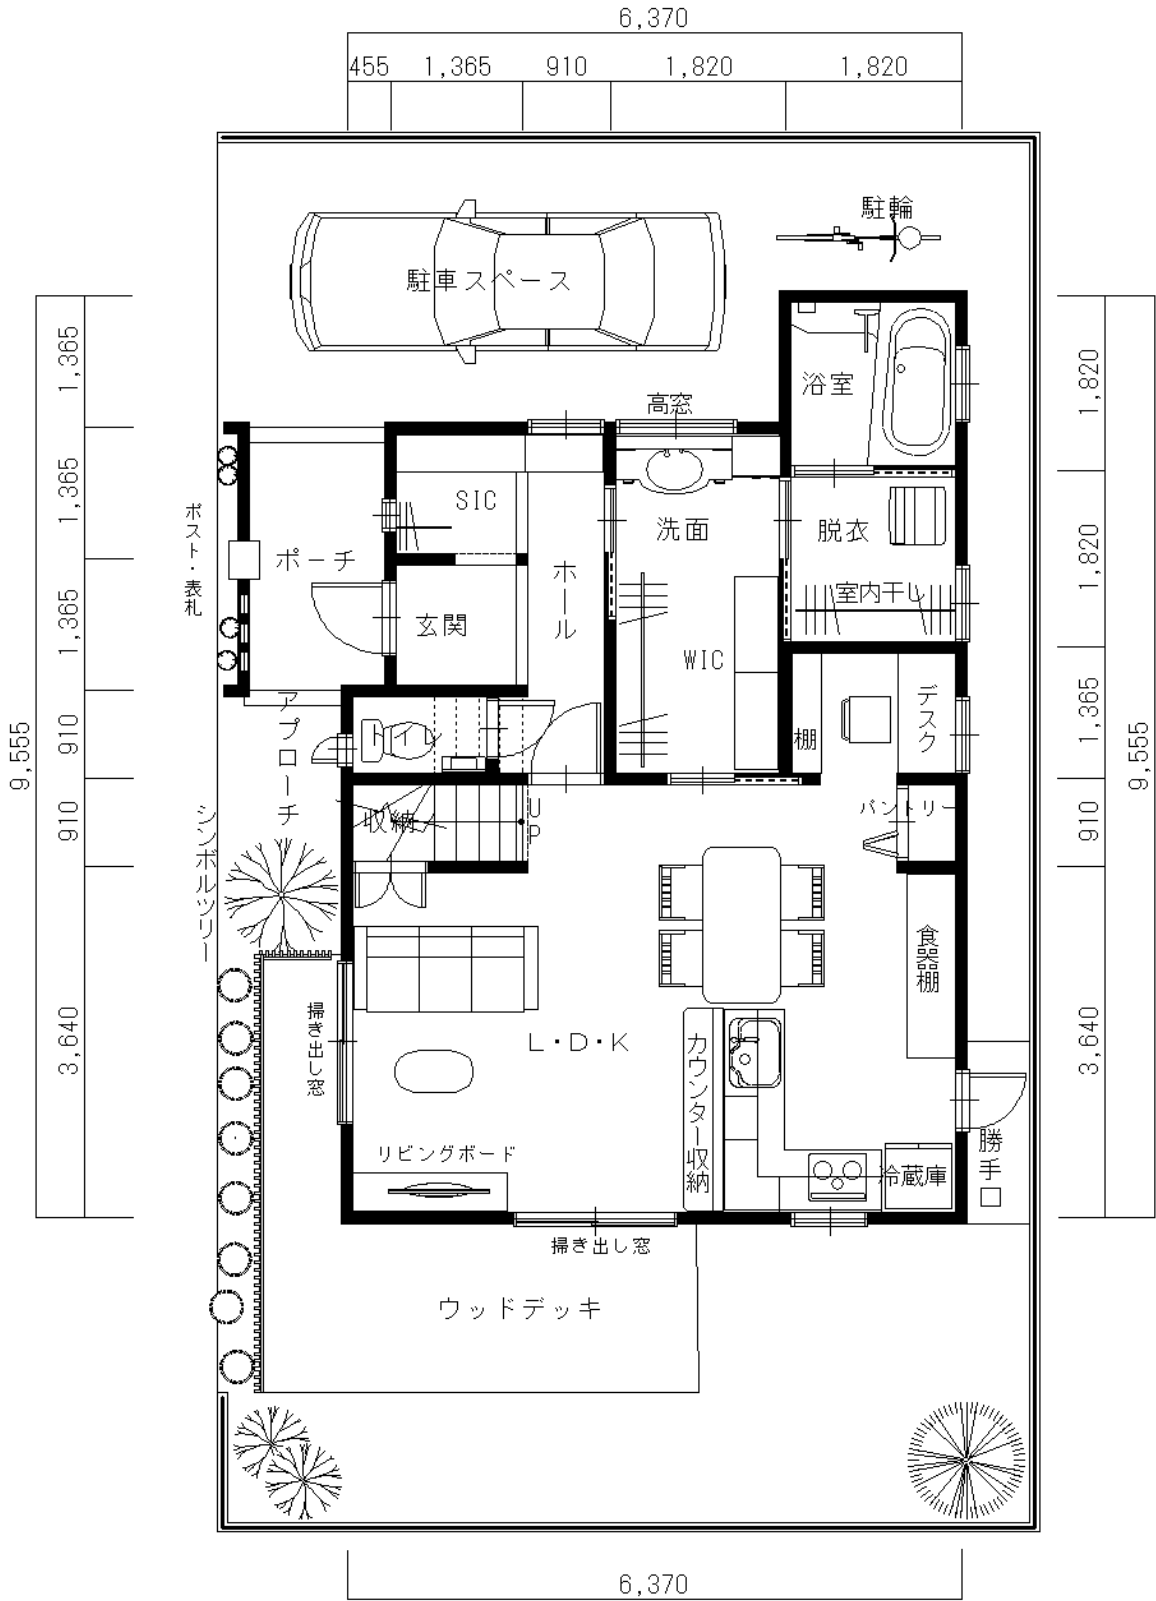 6,370
455
1,365
910
1,820
1,820
駐輪
駐車スペース
1,365
1,365
1,365
910
910
3,640
9,555
1,820
1,820
1,365
910
3,640
9,555
浴室
高窓
SIC
洗面
脱衣
ポスト・表札
ポーチ
ホール
室内干し
玄関
WIC
アプローチ
トイレ
棚
デスク
収納
UP
パントリー
シンボルツリー
食器棚
掃き出し窓
L・D・K
カウンター収納
リビングボード
冷蔵庫
勝手口
掃き出し窓
ウッドデッキ
6,370